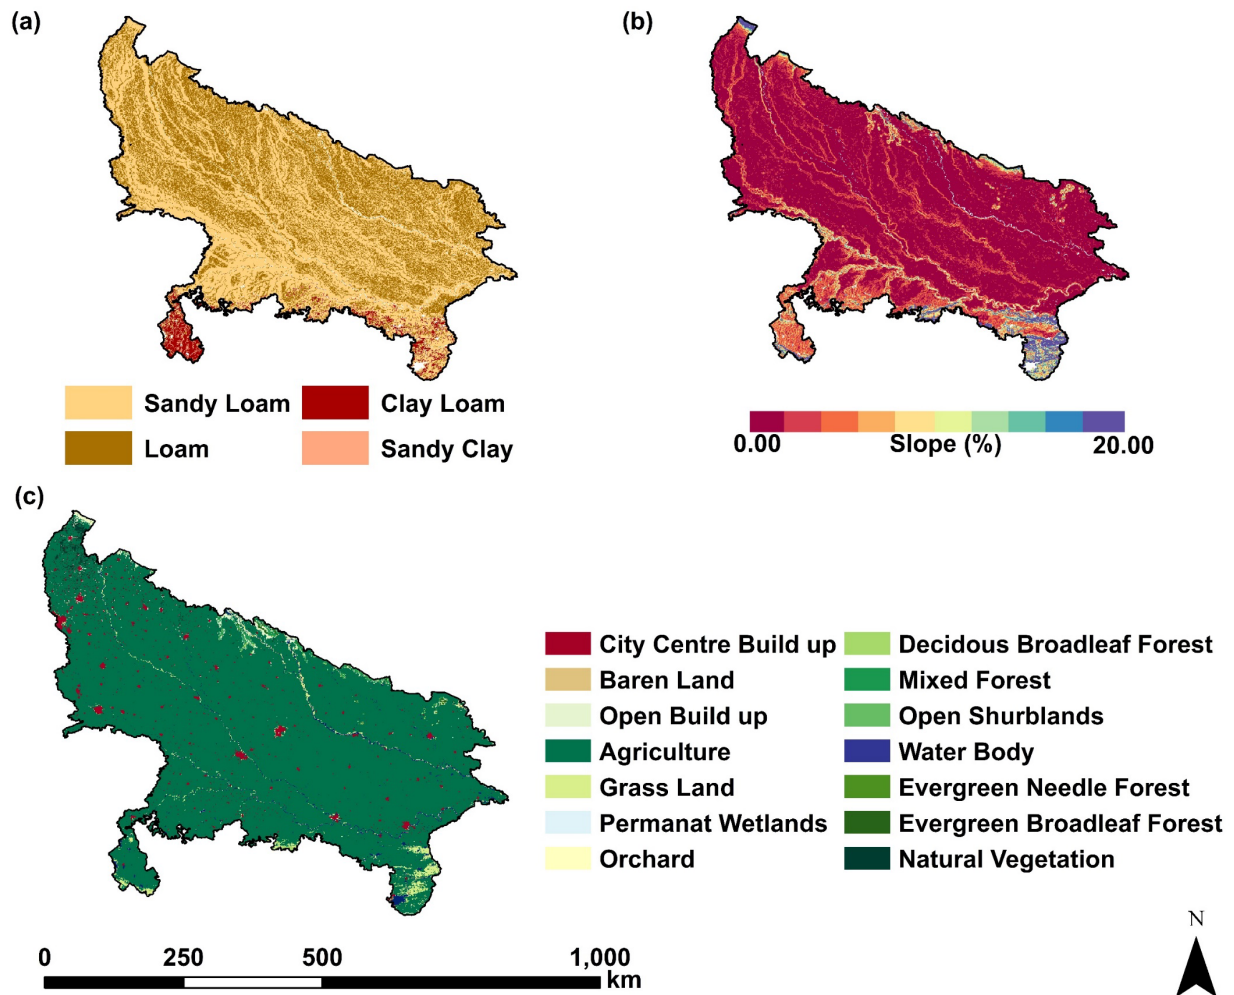 (a)
(b)
Sandy Loam
Clay Loam
Loam
Sandy Clay
0.00
Slope (%)
20.00
(c)
City Centre Build up
Decidous Broadleaf Forest
Baren Land
Mixed Forest
Open Build up
Open Shurblands
Agriculture
Water Body
Grass Land
Evergreen Needle Forest
Permanat Wetlands
Evergreen Broadleaf Forest
Orchard
Natural Vegetation
N
0
250
500
1,000
km